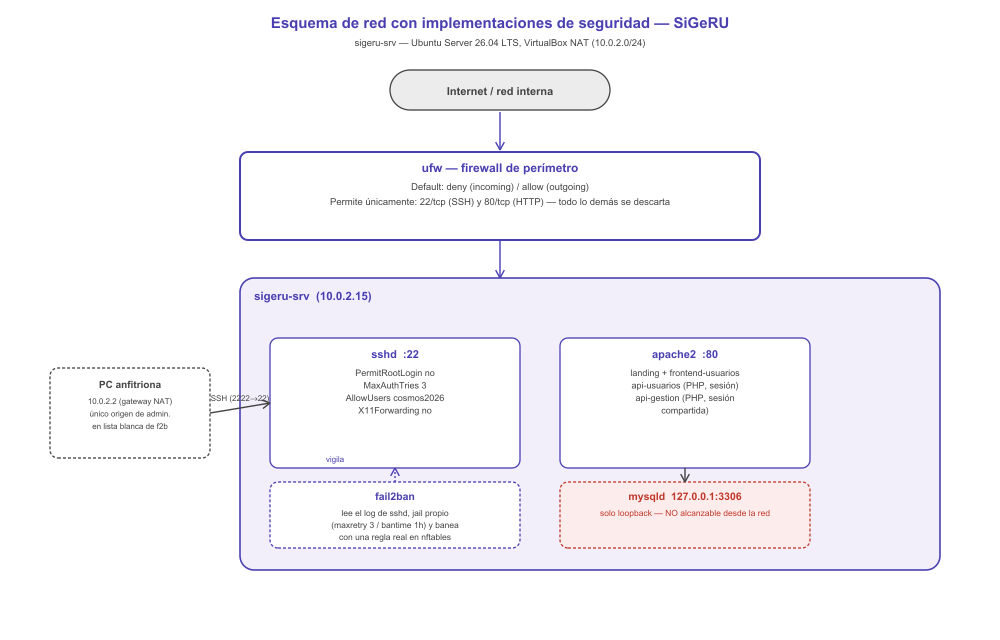 Esquema de red con implementaciones de seguridad — SiGeRU
sigeru-srv — Ubuntu Server 26.04 LTS, VirtualBox NAT (10.0.2.0/24)
Internet / red interna
ufw — firewall de perímetro
Default: deny (incoming) / allow (outgoing)
Permite únicamente: 22/tcp (SSH) y 80/tcp (HTTP) — todo lo demás se descarta
sigeru-srv  (10.0.2.15)
sshd  :22
PermitRootLogin no
MaxAuthTries 3
AllowUsers cosmos2026
X11Forwarding no
vigila
apache2  :80
landing + frontend-usuarios
api-usuarios (PHP, sesión)
api-gestion (PHP, sesión
compartida)
PC anfitriona
10.0.2.2 (gateway NAT)
único origen de admin.
en lista blanca de f2b
SSH (2222→22)
fail2ban
lee el log de sshd, jail propio
(maxretry 3 / bantime 1h) y banea
con una regla real en nftables
mysqld  127.0.0.1:3306
solo loopback — NO alcanzable desde la red